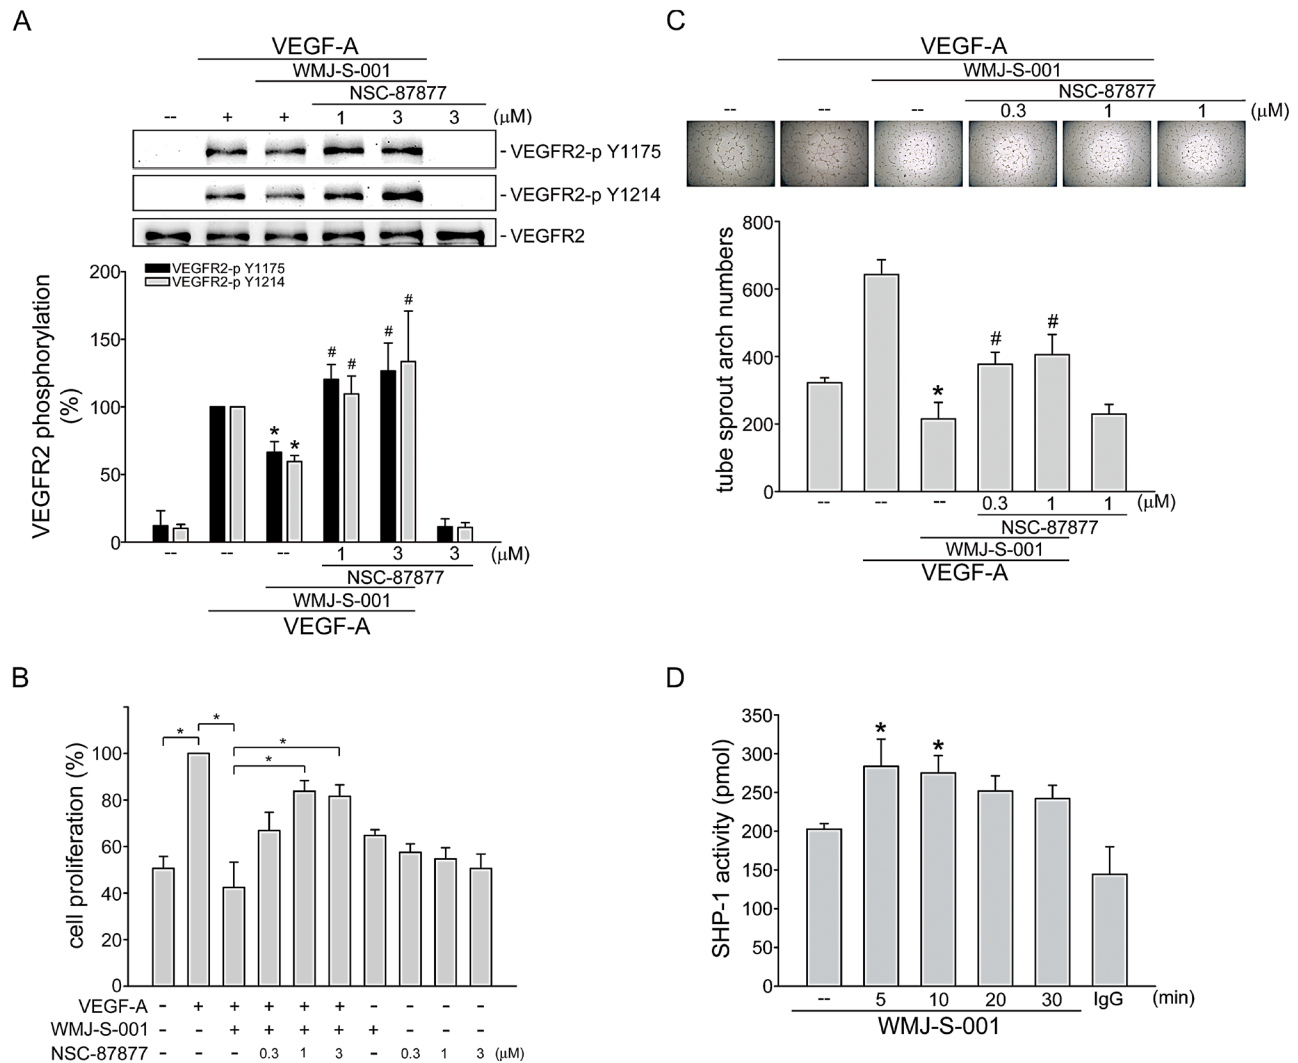 A
VEGF-A
WMJ-S-001
NSC-87877
-- + + 1 3 3 (μM)
- VEGFR2-p Y1175
- VEGFR2-p Y1214
- VEGFR2
VEGFR2-p Y1175
VEGFR2-p Y1214
VEGFR2 phosphorylation
(%)
200
150
100
50
0
* * # # # #
-- -- -- 1 3 3 (μM)
NSC-87877
WMJ-S-001
VEGF-A
B
cell proliferation (%)
100
80
60
40
20
0
* * * *
VEGF-A - + + + + + - - - -
WMJ-S-001 - - + + + + + - - -
NSC-87877 - - - 0.3 1 3 - 0.3 1 3 (μM)
C
VEGF-A
WMJ-S-001
NSC-87877
-- -- -- 0.3 1 1 (μM)
tube sprout arch numbers
800
600
400
200
0
* # #
-- -- -- 0.3 1 1 (μM)
NSC-87877
WMJ-S-001
VEGF-A
D
SHP-1 activity (pmol)
350
300
250
200
150
100
50
0
* *
-- 5 10 20 30 IgG (min)
WMJ-S-001